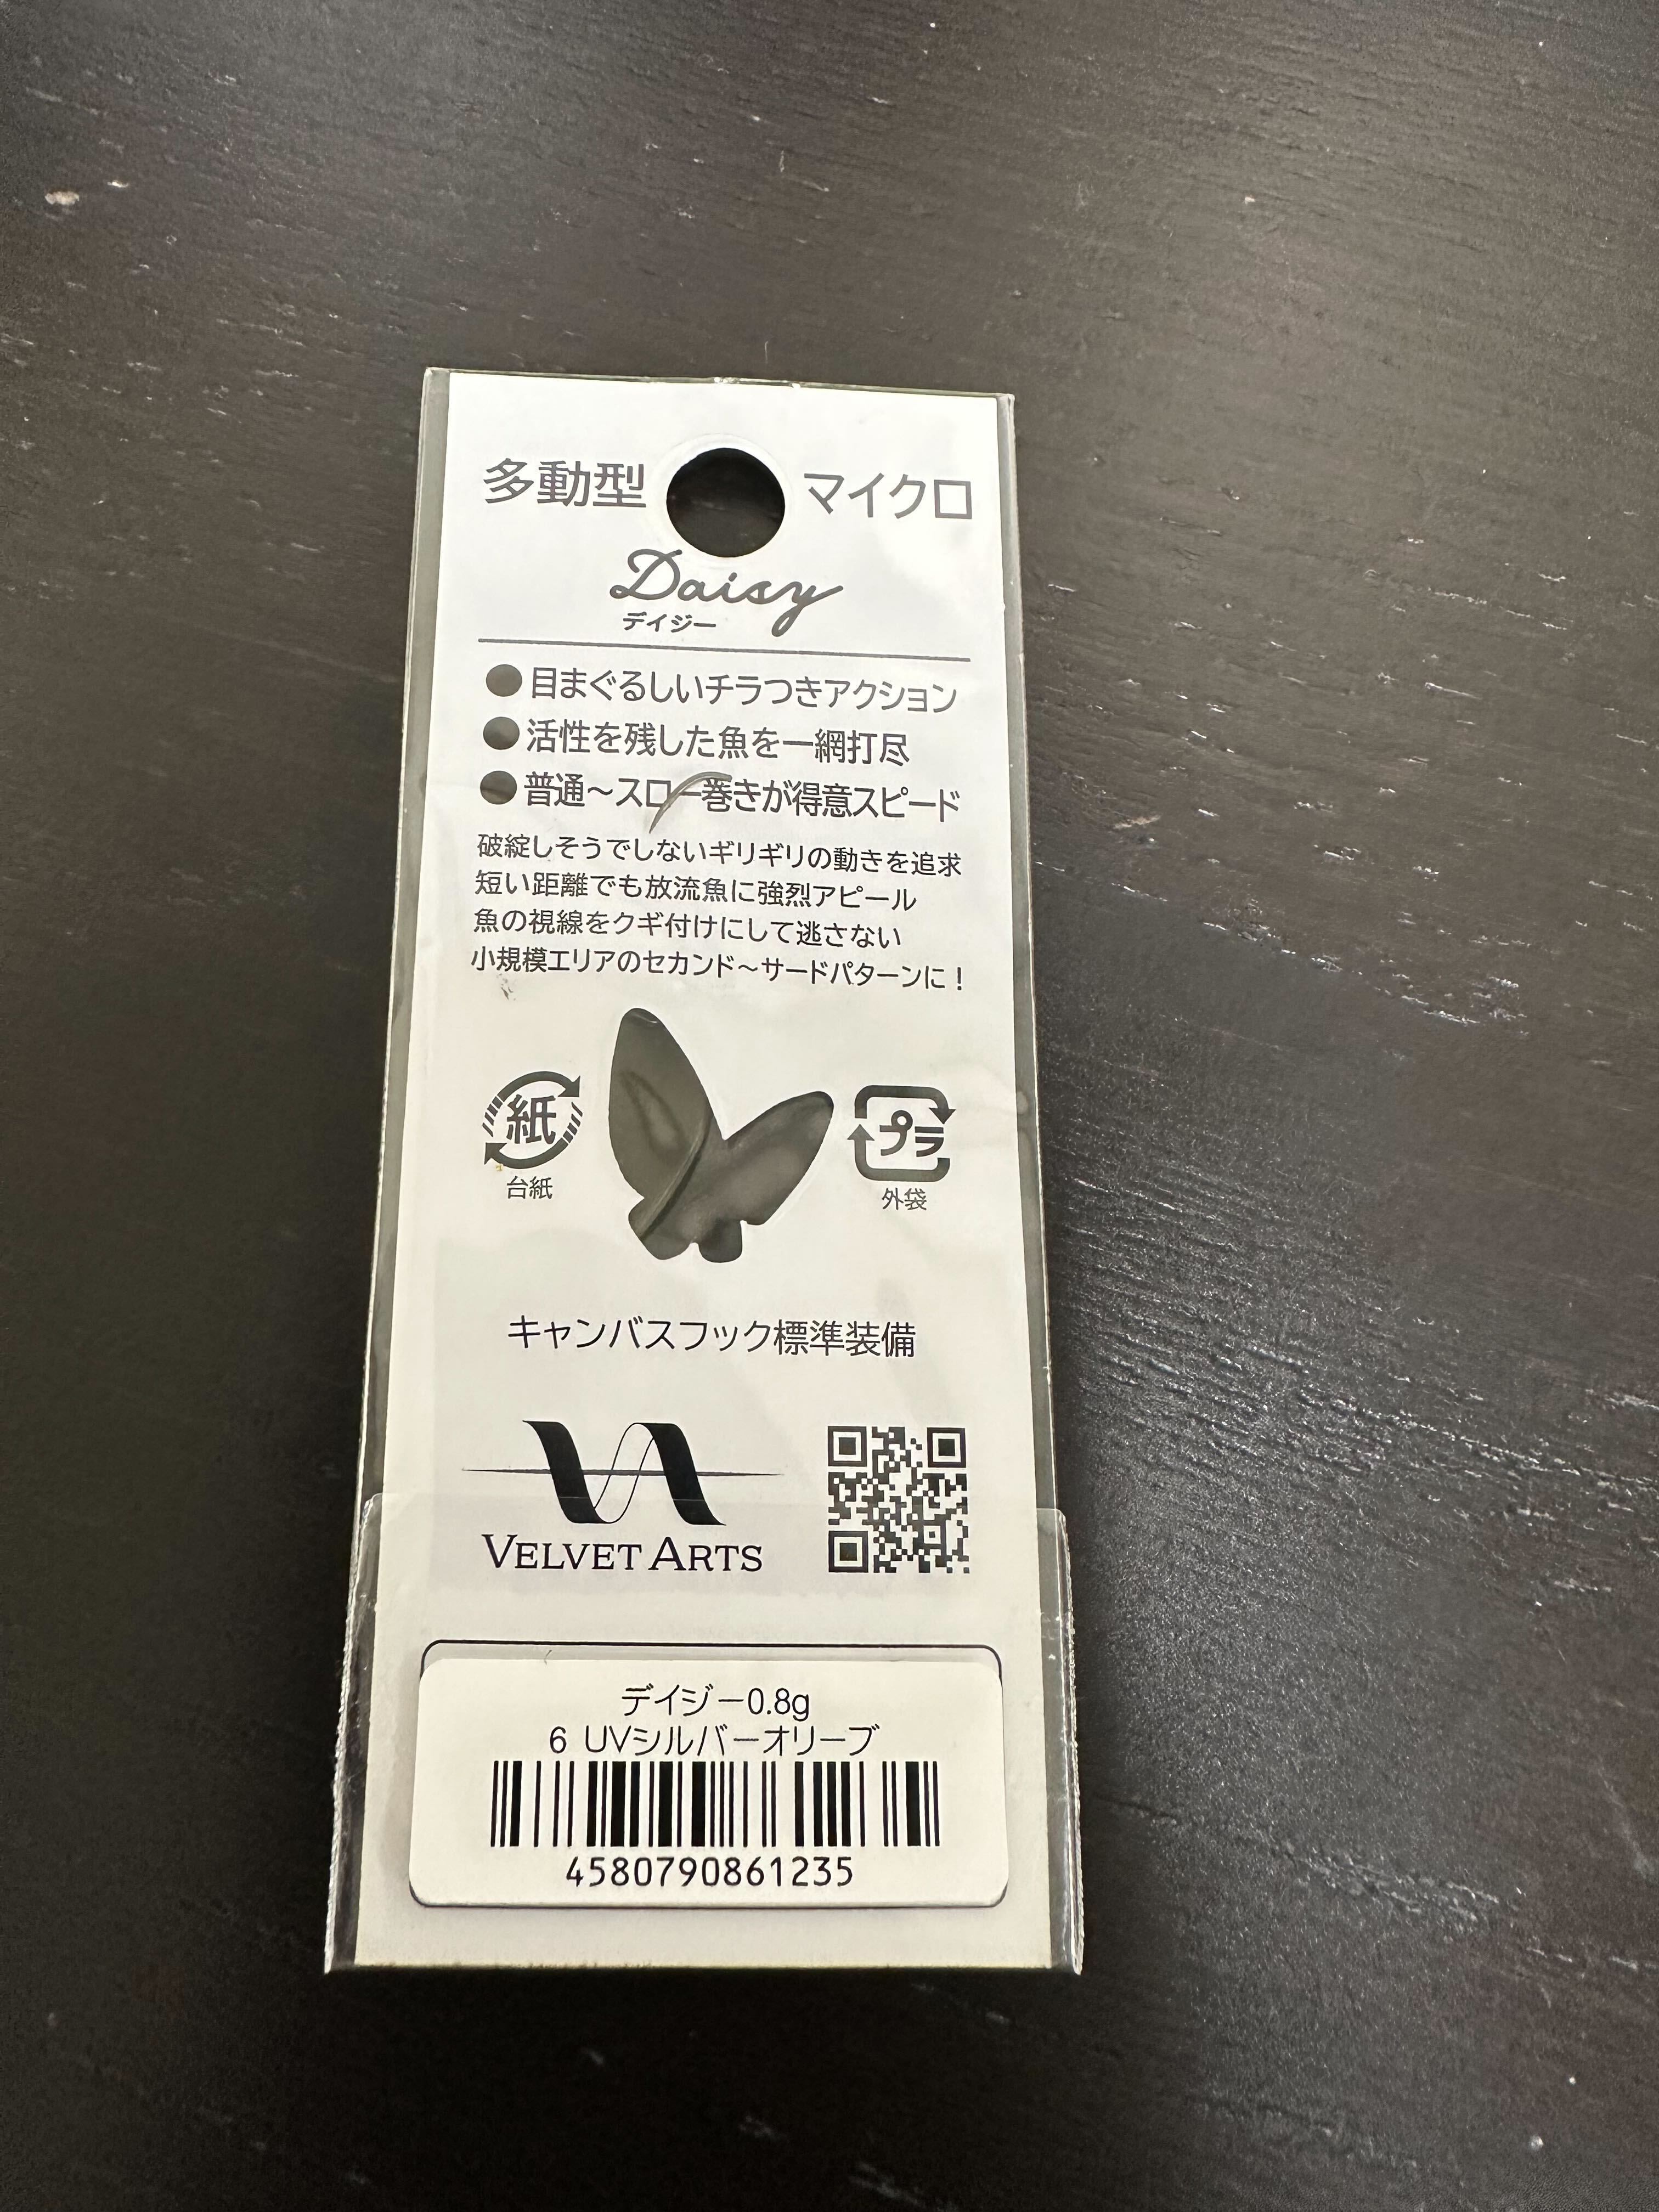 多動型 マイクロ
Daisy
デイジー
●目まぐるしいチラつきアクション
●活性を残した魚を一網打尽
●普通～スロー巻きが得意スピード
破綻しそうでしないギリギリの動きを追求
短い距離でも放流魚に強烈アピール
魚の視線をクギ付けにして逃さない
小規模エリアのセカンド～サードパターンに！
紙 プラ
台紙 外袋
キャンバスフック標準装備
VA
VELVET ARTS
デイジー0.8g
6 UVシルバーオリーブ
4580790861235